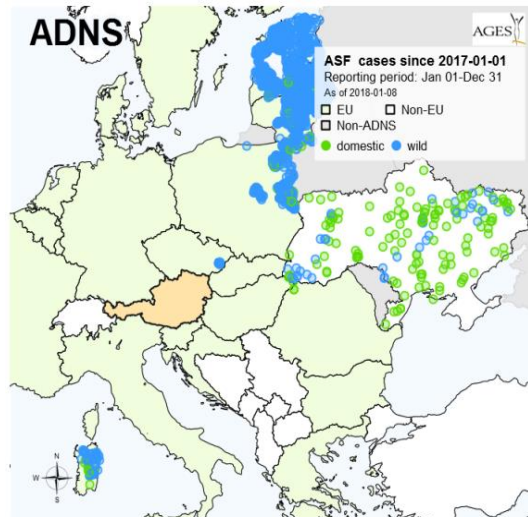 ADNS
AGES
ASF cases since 2017-01-01
Reporting period: Jan 01-Dec 31
As of 2018-01-08
EU Non-EU
Non-ADNS
domestic wild
N
W E
S